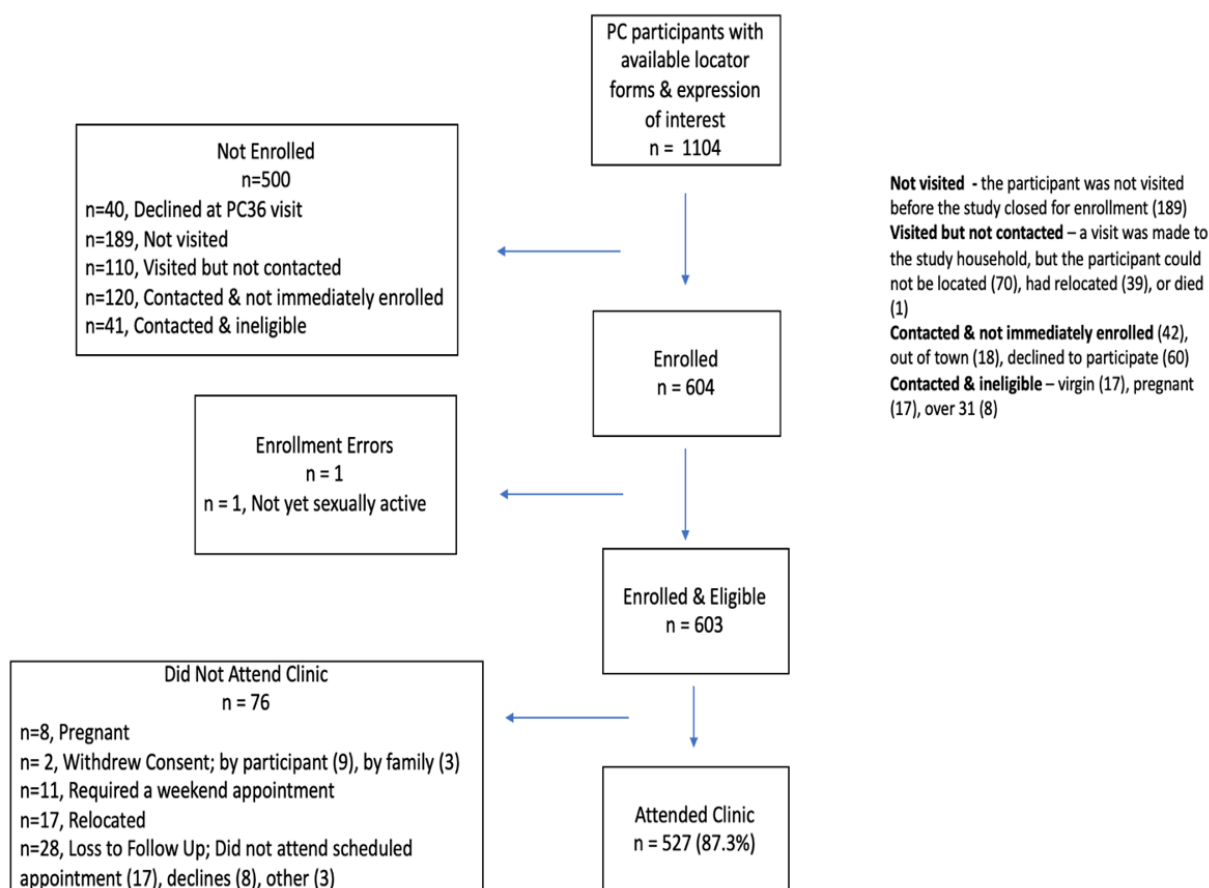 PC participants with
available locator
forms & expression
of interest
n = 1104
Not Enrolled
n=500
n=40, Declined at PC36 visit
n=189, Not visited
n=110, Visited but not contacted
n=120, Contacted & not immediately enrolled
n=41, Contacted & ineligible
Not visited - the participant was not visited
before the study closed for enrollment (189)
Visited but not contacted – a visit was made to
the study household, but the participant could
not be located (70), had relocated (39), or died
(1)
Contacted & not immediately enrolled (42),
out of town (18), declined to participate (60)
Contacted & ineligible – virgin (17), pregnant
(17), over 31 (8)
Enrolled
n = 604
Enrollment Errors
n = 1
n = 1, Not yet sexually active
Enrolled & Eligible
n = 603
Did Not Attend Clinic
n = 76
n=8, Pregnant
n= 2, Withdrew Consent; by participant (9), by family (3)
n=11, Required a weekend appointment
n=17, Relocated
n=28, Loss to Follow Up; Did not attend scheduled
appointment (17), declines (8), other (3)
Attended Clinic
n = 527 (87.3%)